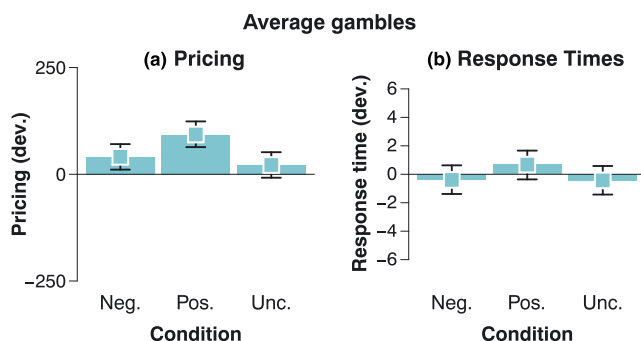 Average gambles
(a) Pricing
Pricing (dev.)
250
0
−250
Neg. Pos. Unc.
Condition
(b) Response Times
Response time (dev.)
6
4
2
0
−2
−4
−6
Neg. Pos. Unc.
Condition